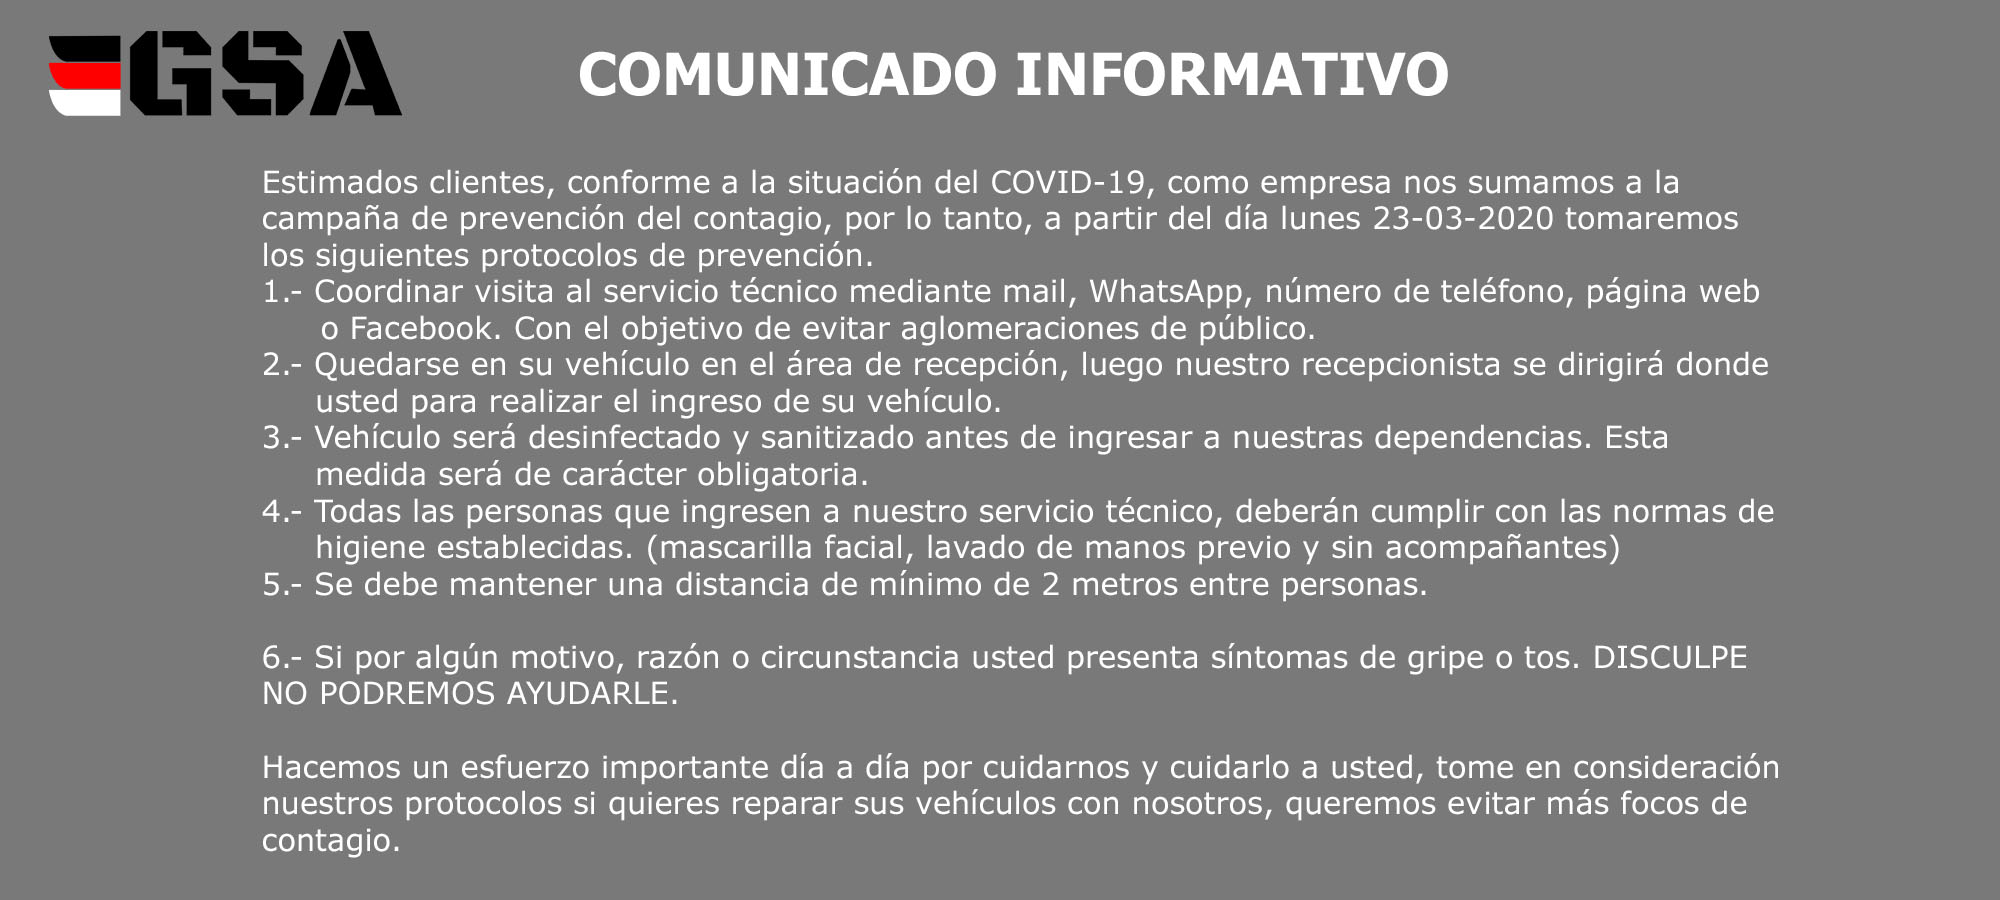 EGSA
COMUNICADO INFORMATIVO
Estimados clientes, conforme a la situación del COVID-19, como empresa nos sumamos a la
campaña de prevención del contagio, por lo tanto, a partir del día lunes 23-03-2020 tomaremos
los siguientes protocolos de prevención.
1.- Coordinar visita al servicio técnico mediante mail, WhatsApp, número de teléfono, página web
o Facebook. Con el objetivo de evitar aglomeraciones de público.
2.- Quedarse en su vehículo en el área de recepción, luego nuestro recepcionista se dirigirá donde
usted para realizar el ingreso de su vehículo.
3.- Vehículo será desinfectado y sanitizado antes de ingresar a nuestras dependencias. Esta
medida será de carácter obligatoria.
4.- Todas las personas que ingresen a nuestro servicio técnico, deberán cumplir con las normas de
higiene establecidas. (mascarilla facial, lavado de manos previo y sin acompañantes)
5.- Se debe mantener una distancia de mínimo de 2 metros entre personas.
6.- Si por algún motivo, razón o circunstancia usted presenta síntomas de gripe o tos. DISCULPE
NO PODREMOS AYUDARLE.
Hacemos un esfuerzo importante día a día por cuidarnos y cuidarlo a usted, tome en consideración
nuestros protocolos si quieres reparar sus vehículos con nosotros, queremos evitar más focos de
contagio.